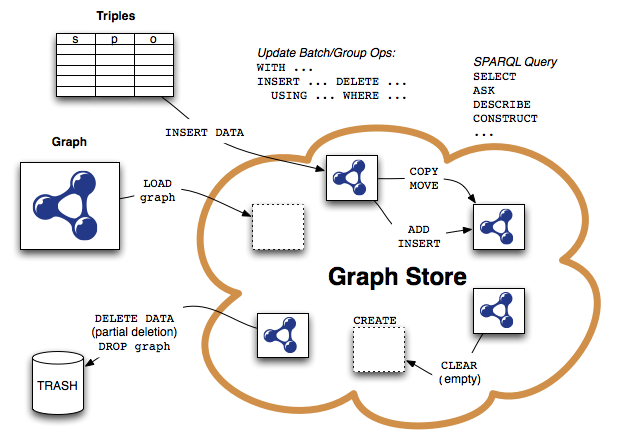 Triples
s p o
Update Batch/Group Ops:
WITH ...
INSERT ... DELETE ...
USING ... WHERE ...
SPARQL Query
SELECT
ASK
DESCRIBE
CONSTRUCT
...
INSERT DATA
Graph
LOAD
graph
COPY
MOVE
ADD
INSERT
Graph Store
DELETE DATA
(partial deletion)
DROP graph
CREATE
CLEAR
(empty)
TRASH